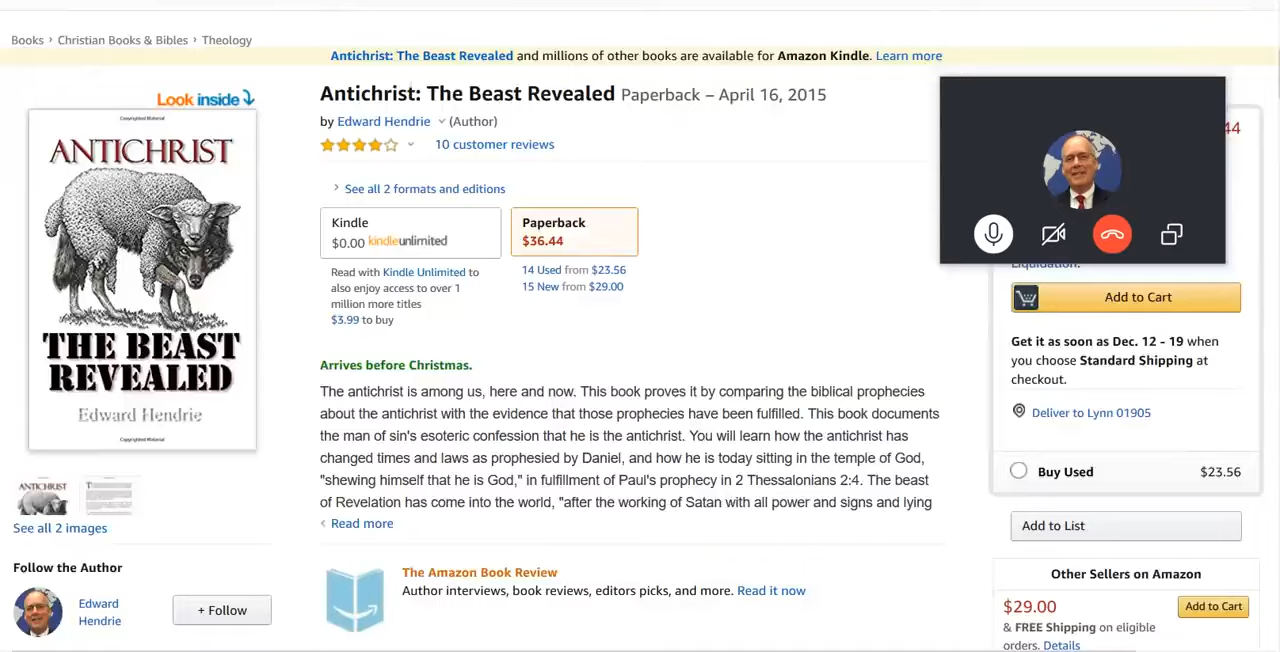 Books › Christian Books & Bibles › Theology
Antichrist: The Beast Revealed and millions of other books are available for Amazon Kindle. Learn more
Look inside
Copyrighted Material
ANTICHRIST
THE BEAST
REVEALED
Edward Hendrie
Copyrighted Material
Antichrist: The Beast Revealed Paperback – April 16, 2015
by Edward Hendrie (Author)
10 customer reviews
› See all 2 formats and editions
Kindle
$0.00 kindleunlimited
Paperback
$36.44
Read with Kindle Unlimited to
also enjoy access to over 1
million more titles
$3.99 to buy
14 Used from $23.56
15 New from $29.00
Arrives before Christmas.
The antichrist is among us, here and now. This book proves it by comparing the biblical prophecies
about the antichrist with the evidence that those prophecies have been fulfilled. This book documents
the man of sin's esoteric confession that he is the antichrist. You will learn how the antichrist has
changed times and laws as prophesied by Daniel, and how he is today sitting in the temple of God,
"shewing himself that he is God," in fulfillment of Paul's prophecy in 2 Thessalonians 2:4. The beast
of Revelation has come into the world, "after the working of Satan with all power and signs and lying
‹ Read more
The Amazon Book Review
Author interviews, book reviews, editors picks, and more. Read it now
ANTICHRIST
See all 2 images
Follow the Author
Edward
Hendrie
+ Follow
44
Liquidation.
Add to Cart
Get it as soon as Dec. 12 - 19 when
you choose Standard Shipping at
checkout.
Deliver to Lynn 01905
Buy Used
$23.56
Add to List
Other Sellers on Amazon
$29.00
Add to Cart
& FREE Shipping on eligible
orders. Details